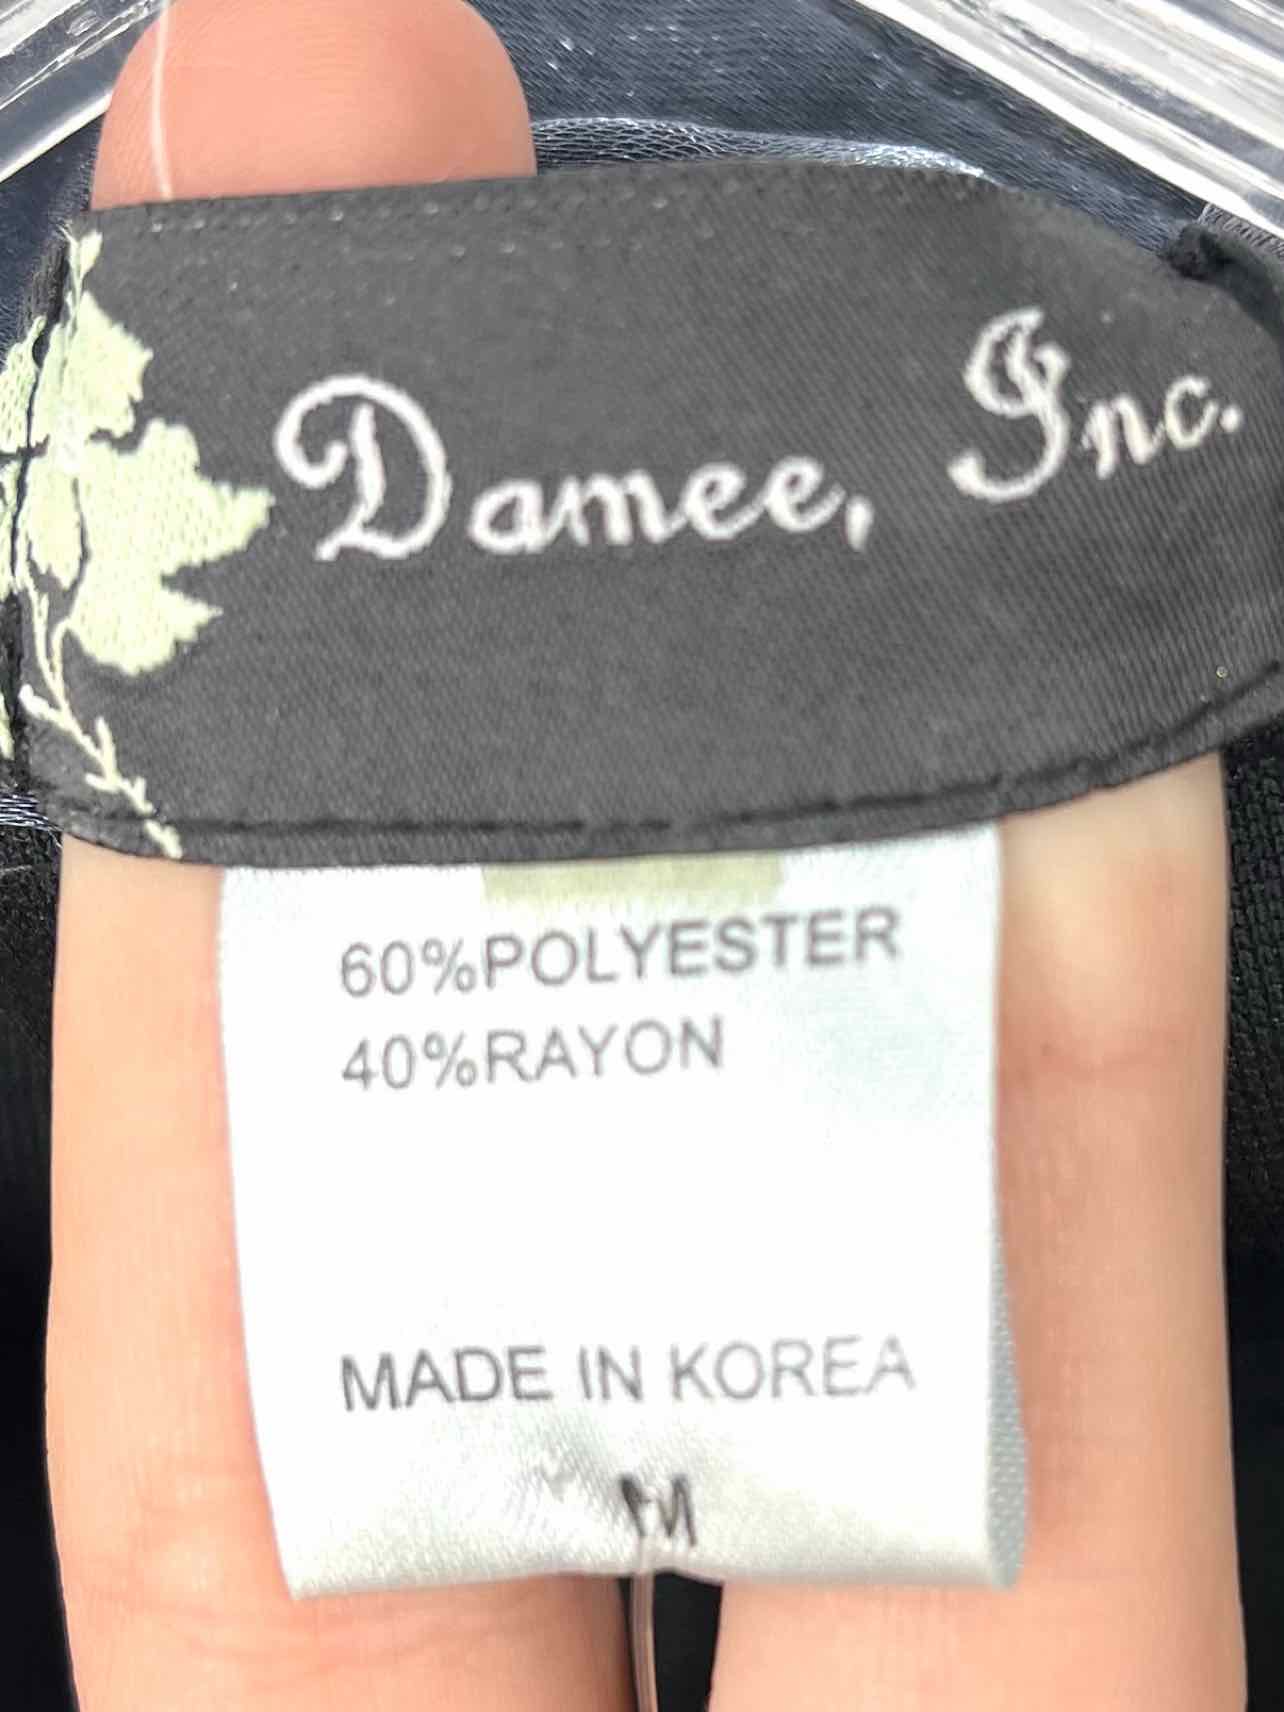 Damee, Inc.
60%POLYESTER
40%RAYON
MADE IN KOREA
M